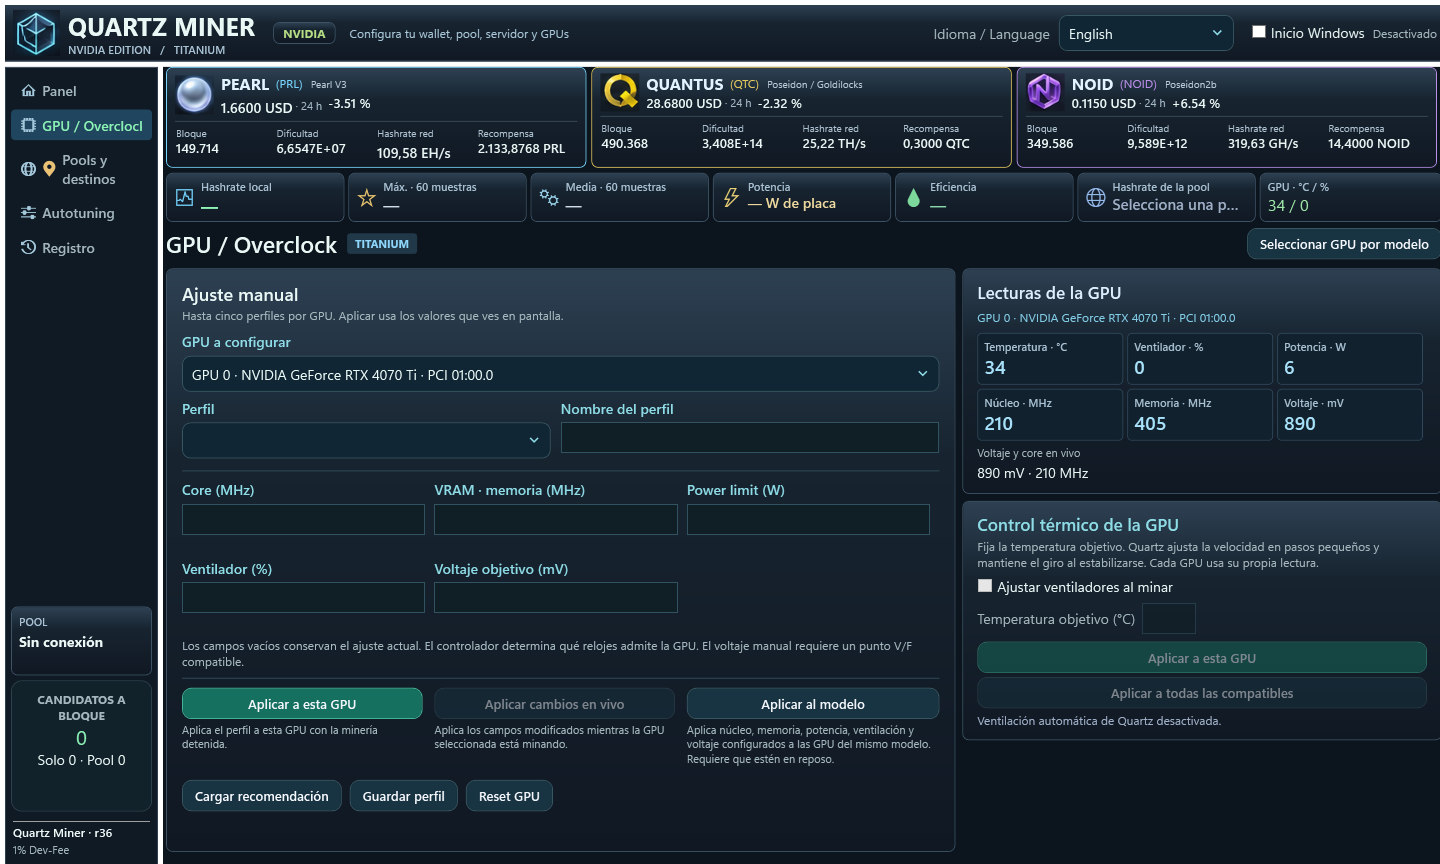 QUARTZ MINER
NVIDIA EDITION / TITANIUM
NVIDIA
Configura tu wallet, pool, servidor y GPUs
Idioma / Language
English
Inicio Windows
Desactivado
Panel
GPU / Overclocl
Pools y
destinos
Autotuning
Registro
POOL
Sin conexión
CANDIDATOS A
BLOQUE
0
Solo 0 · Pool 0
Quartz Miner · r36
1% Dev-Fee
PEARL (PRL) Pearl V3
1.6600 USD · 24 h -3.51 %
Bloque Dificultad Hashrate red Recompensa
149.714 6,6547E+07 109,58 EH/s 2.133,8768 PRL
QUANTUS (QTC) Poseidon / Goldilocks
28.6800 USD · 24 h -2.32 %
Bloque Dificultad Hashrate red Recompensa
490.368 3,408E+14 25,22 TH/s 0,3000 QTC
NOID (NOID) Poseidon2b
0.1150 USD · 24 h +6.54 %
Bloque Dificultad Hashrate red Recompensa
349.586 9,589E+12 319,63 GH/s 14,4000 NOID
Hashrate local
—
Máx. · 60 muestras
—
Media · 60 muestras
—
Potencia
— W de placa
Eficiencia
—
Hashrate de la pool
Selecciona una p...
GPU · °C / %
34 / 0
GPU / Overclock TITANIUM
Seleccionar GPU por modelo
Ajuste manual
Hasta cinco perfiles por GPU. Aplicar usa los valores que ves en pantalla.
GPU a configurar
GPU 0 · NVIDIA GeForce RTX 4070 Ti · PCI 01:00.0
Perfil Nombre del perfil
Core (MHz) VRAM · memoria (MHz) Power limit (W)
Ventilador (%) Voltaje objetivo (mV)
Los campos vacíos conservan el ajuste actual. El controlador determina qué relojes admite la GPU. El voltaje manual requiere un punto V/F
compatible.
Aplicar a esta GPU
Aplica el perfil a esta GPU con la minería
detenida.
Aplicar cambios en vivo
Aplica los campos modificados mientras la GPU
seleccionada está minando.
Aplicar al modelo
Aplica núcleo, memoria, potencia, ventilación y
voltaje configurados a las GPU del mismo modelo.
Requiere que estén en reposo.
Cargar recomendación
Guardar perfil
Reset GPU
Lecturas de la GPU
GPU 0 · NVIDIA GeForce RTX 4070 Ti · PCI 01:00.0
Temperatura · °C Ventilador · % Potencia · W
34 0 6
Núcleo · MHz Memoria · MHz Voltaje · mV
210 405 890
Voltaje y core en vivo
890 mV · 210 MHz
Control térmico de la GPU
Fija la temperatura objetivo. Quartz ajusta la velocidad en pasos pequeños y
mantiene el giro al estabilizarse. Cada GPU usa su propia lectura.
Ajustar ventiladores al minar
Temperatura objetivo (°C)
Aplicar a esta GPU
Aplicar a todas las compatibles
Ventilación automática de Quartz desactivada.